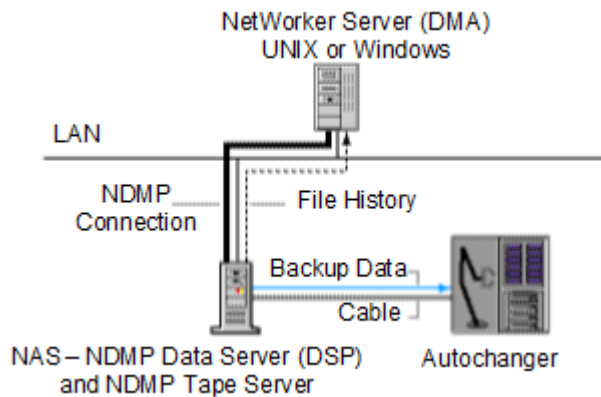 NetWorker Server (DMA)
UNIX or Windows
LAN
NDMP
Connection
File History
Backup Data
Cable
NAS – NDMP Data Server (DSP)
and NDMP Tape Server
Autochanger